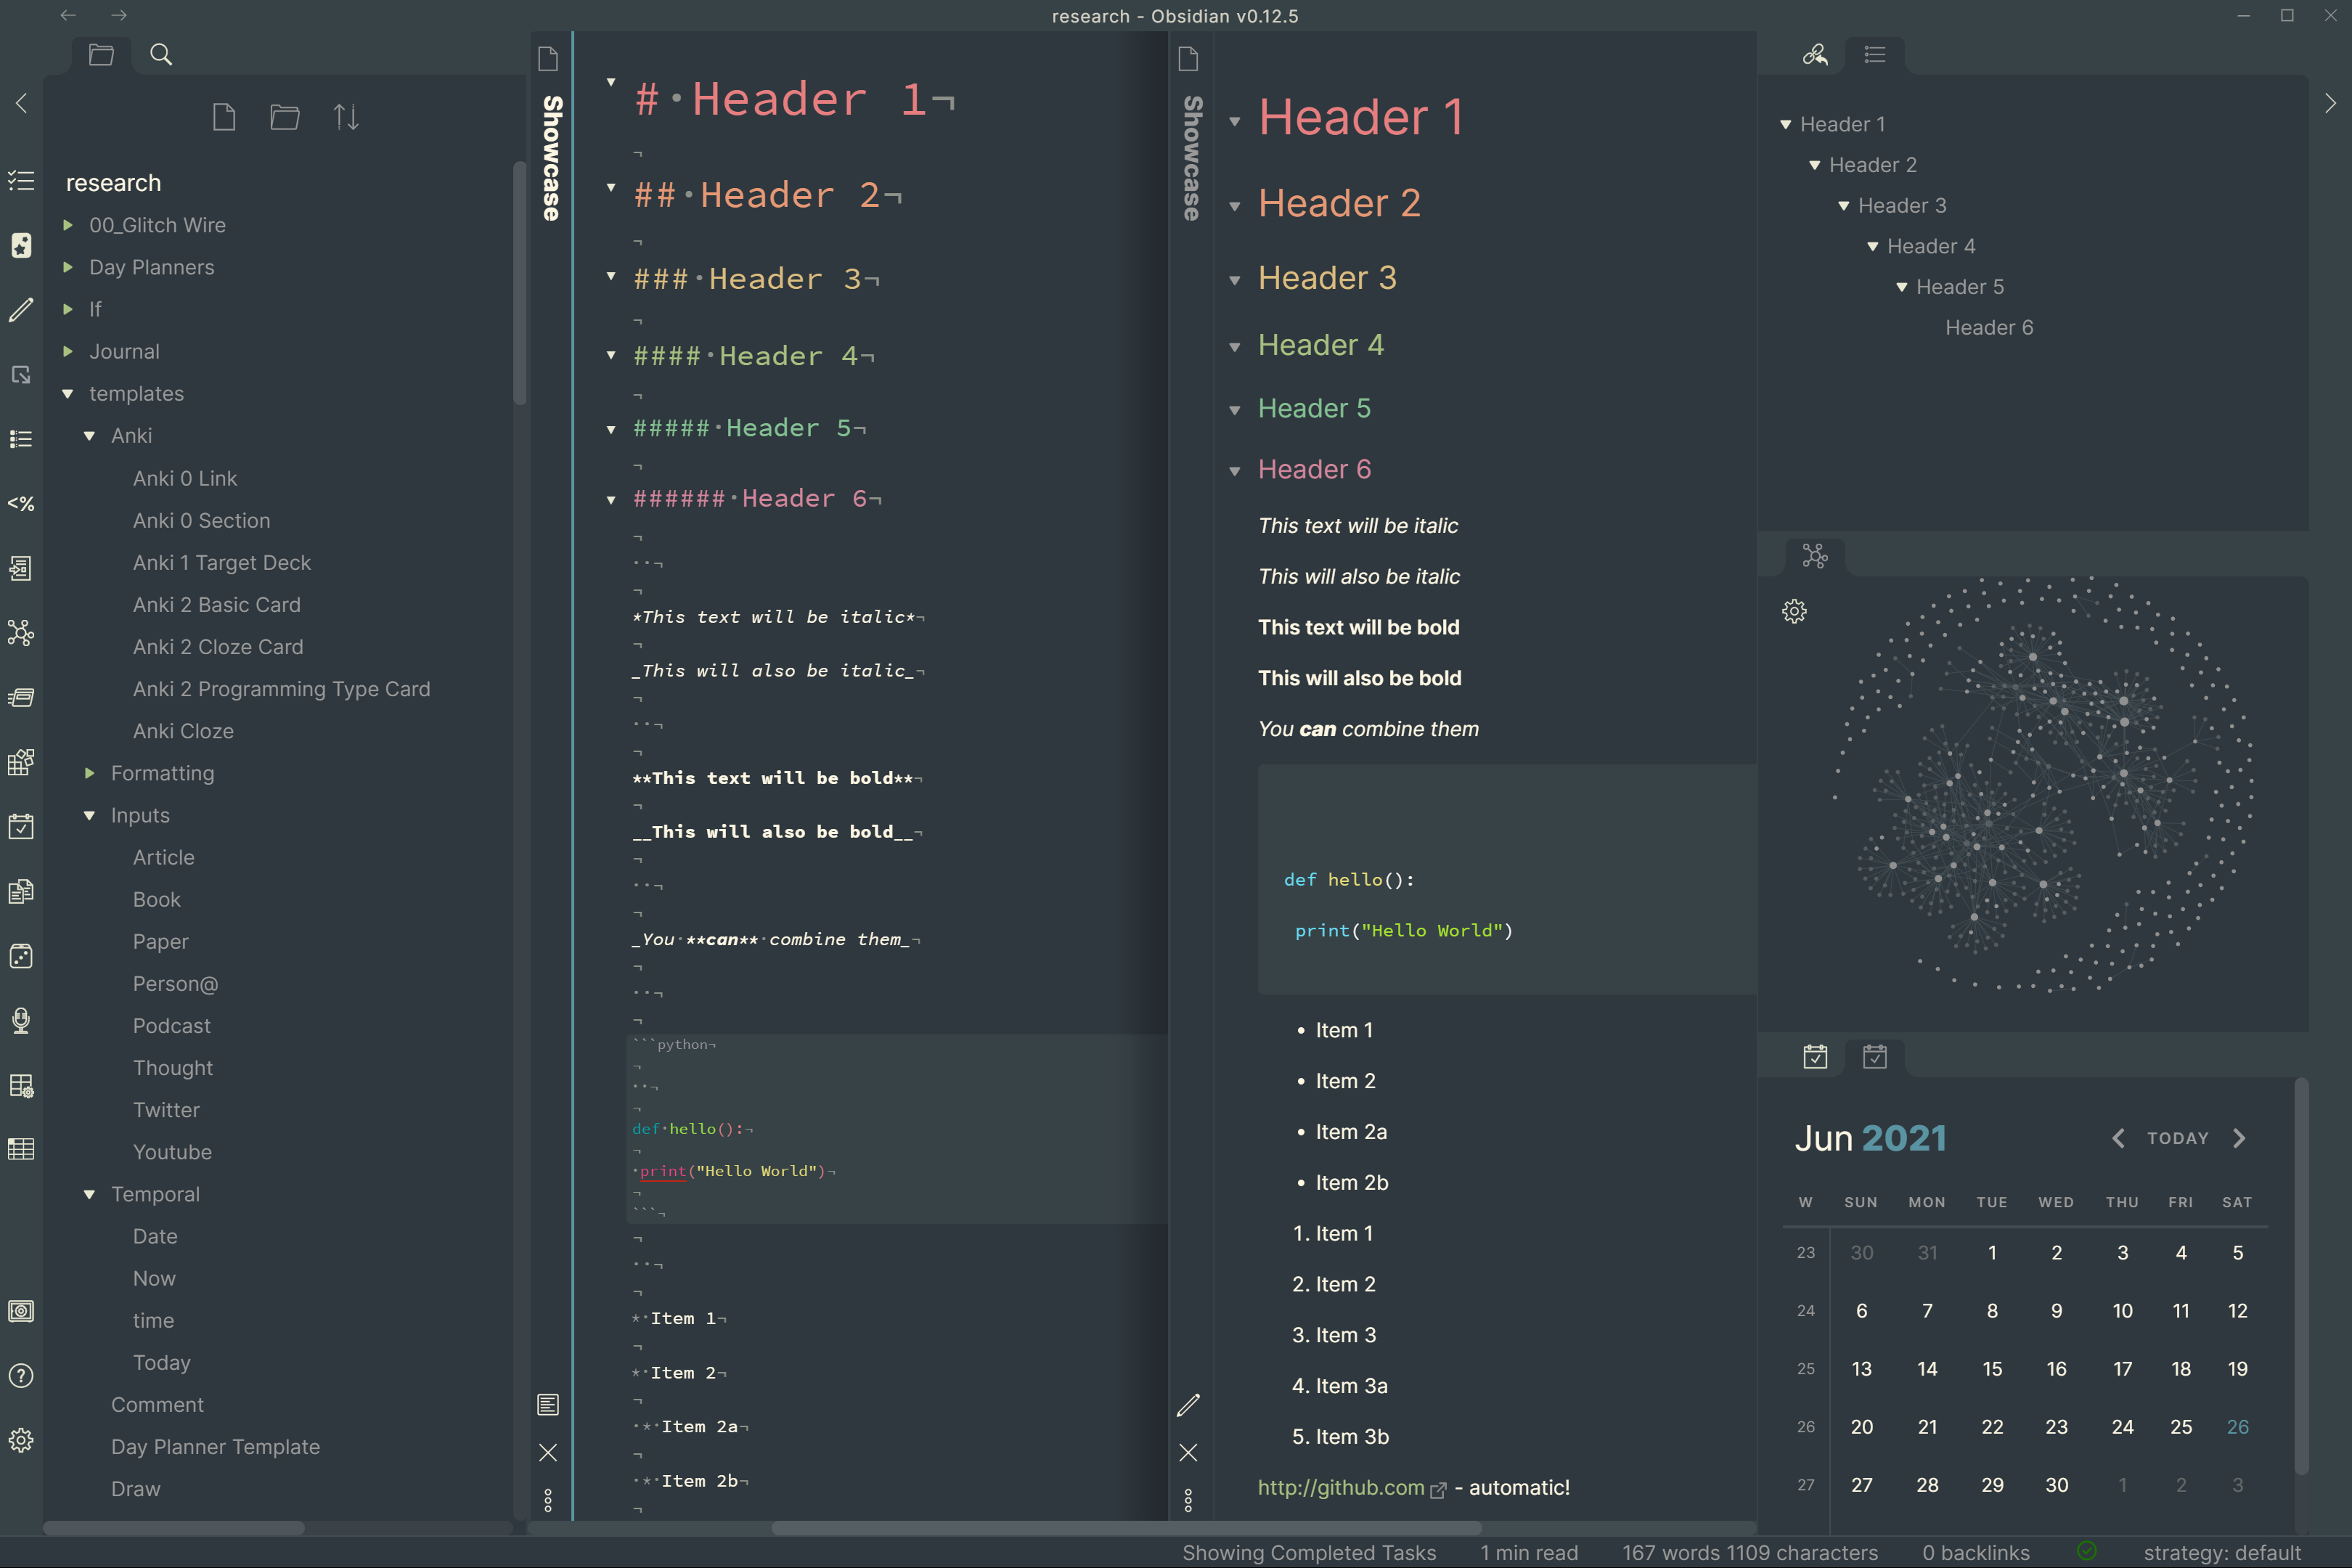 research - Obsidian v0.12.5
research
00_Glitch Wire
Day Planners
If
Journal
templates
Anki
Anki 0 Link
Anki 0 Section
Anki 1 Target Deck
Anki 2 Basic Card
Anki 2 Cloze Card
Anki 2 Programming Type Card
Anki Cloze
Formatting
Inputs
Article
Book
Paper
Person@
Podcast
Thought
Twitter
Youtube
Temporal
Date
Now
time
Today
Comment
Day Planner Template
Draw
<%
Showcase
#·Header 1¬
¬
##·Header 2¬
¬
###·Header 3¬
¬
####·Header 4¬
¬
#####·Header 5¬
¬
######·Header 6¬
¬
··¬
¬
*This text will be italic*¬
¬
_This will also be italic_¬
¬
··¬
¬
**This text will be bold**¬
¬
__This will also be bold__¬
¬
··¬
¬
_You·**can**·combine them_¬
¬
··¬
¬
```python¬
¬
··¬
¬
def·hello():¬
¬
·print("Hello World")¬
¬
```¬
¬
··¬
¬
*·Item 1¬
¬
*·Item 2¬
¬
·*·Item 2a¬
¬
·*·Item 2b¬
¬
Showcase
Header 1
Header 2
Header 3
Header 4
Header 5
Header 6
This text will be italic
This will also be italic
This text will be bold
This will also be bold
You can combine them
def hello():
print("Hello World")
• Item 1
• Item 2
• Item 2a
• Item 2b
1. Item 1
2. Item 2
3. Item 3
4. Item 3a
5. Item 3b
http://github.com - automatic!
Header 1
Header 2
Header 3
Header 4
Header 5
Header 6
Jun 2021
TODAY
W SUN MON TUE WED THU FRI SAT
23 30 31 1 2 3 4 5
24 6 7 8 9 10 11 12
25 13 14 15 16 17 18 19
26 20 21 22 23 24 25 26
27 27 28 29 30 1 2 3
Showing Completed Tasks 1 min read 167 words 1109 characters 0 backlinks strategy: default